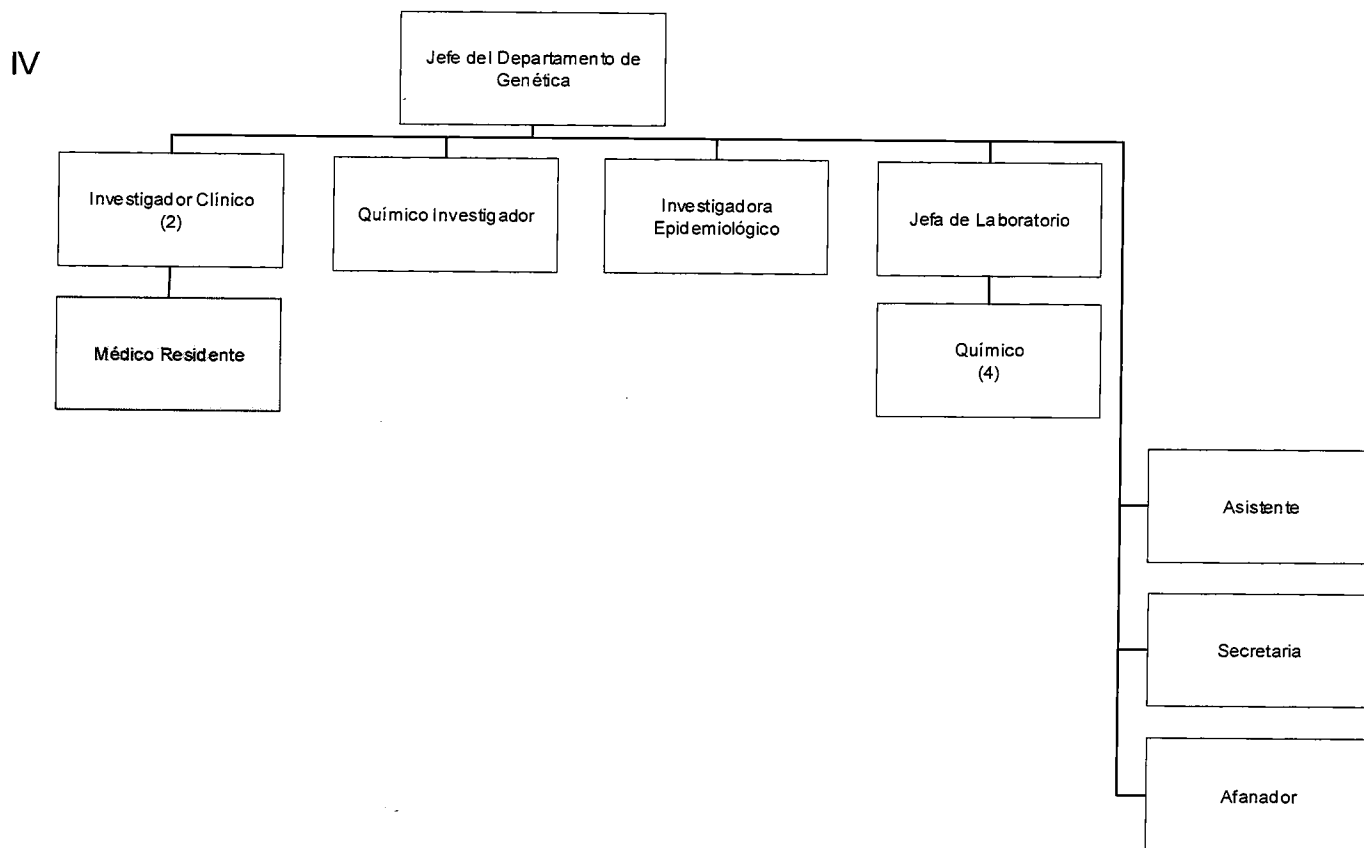 IV
Jefe del Departamento de
Genética
Investigador Clínico
(2)
Químico Investigador
Investigadora
Epidemiológico
Jefa de Laboratorio
Médico Residente
Químico
(4)
Asistente
Secretaria
Afanador